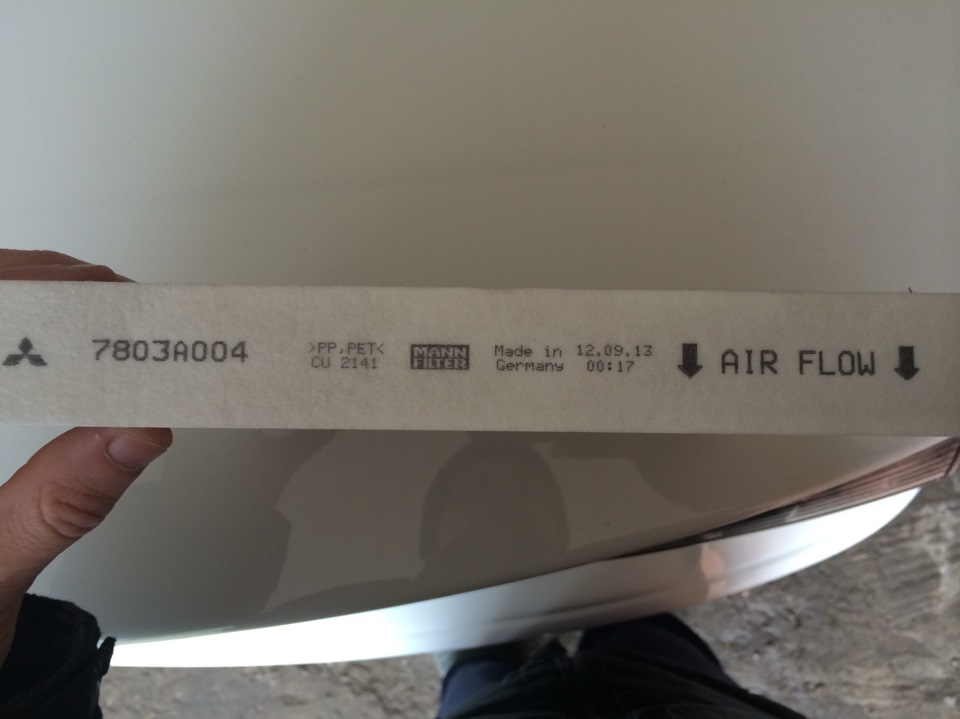 7803A004
>PP,PET<
CU 2141
MANN
FILTER
Made in 12.09.13
Germany 00:17
AIR FLOW